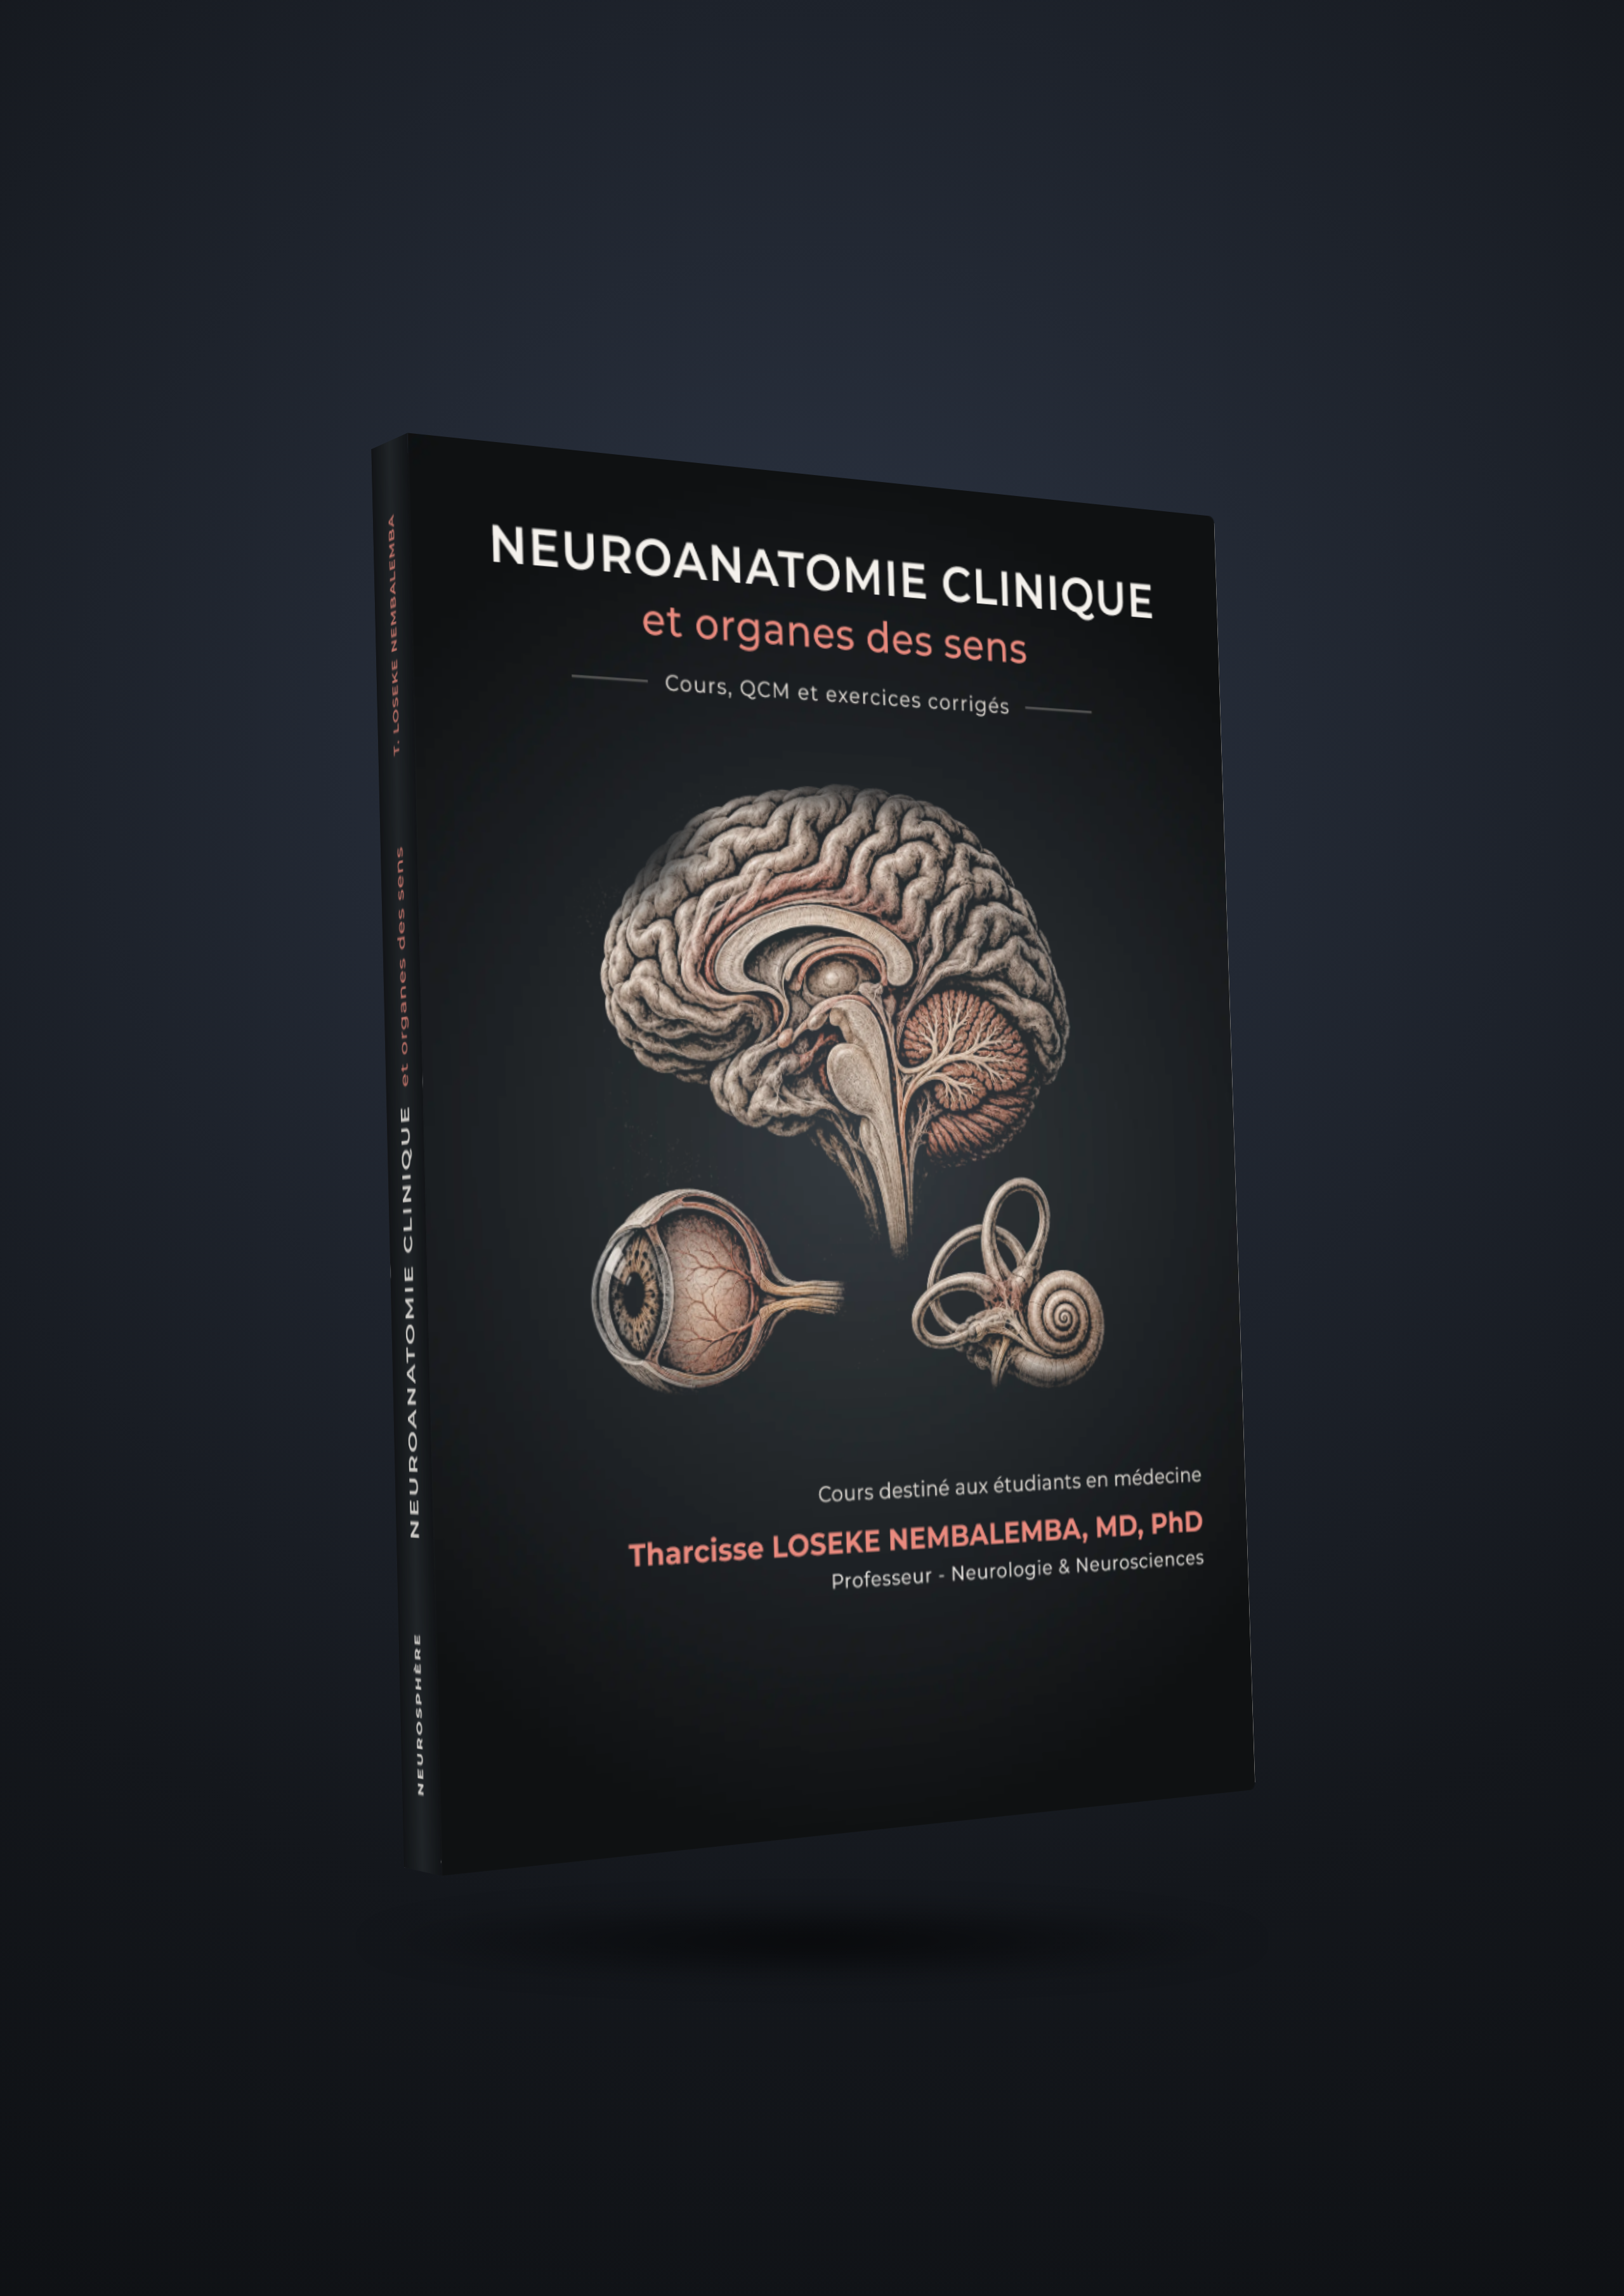 NEUROANATOMIE CLINIQUE
et organes des sens
Cours, QCM et exercices corrigés
Cours destiné aux étudiants en médecine
Tharcisse LOSEKE NEMBALEMBA, MD, PhD
Professeur - Neurologie & Neurosciences
T. LOSEKE NEMBALEMBA
NEUROANATOMIE CLINIQUE et organes des sens
NEUROSPHÈRE